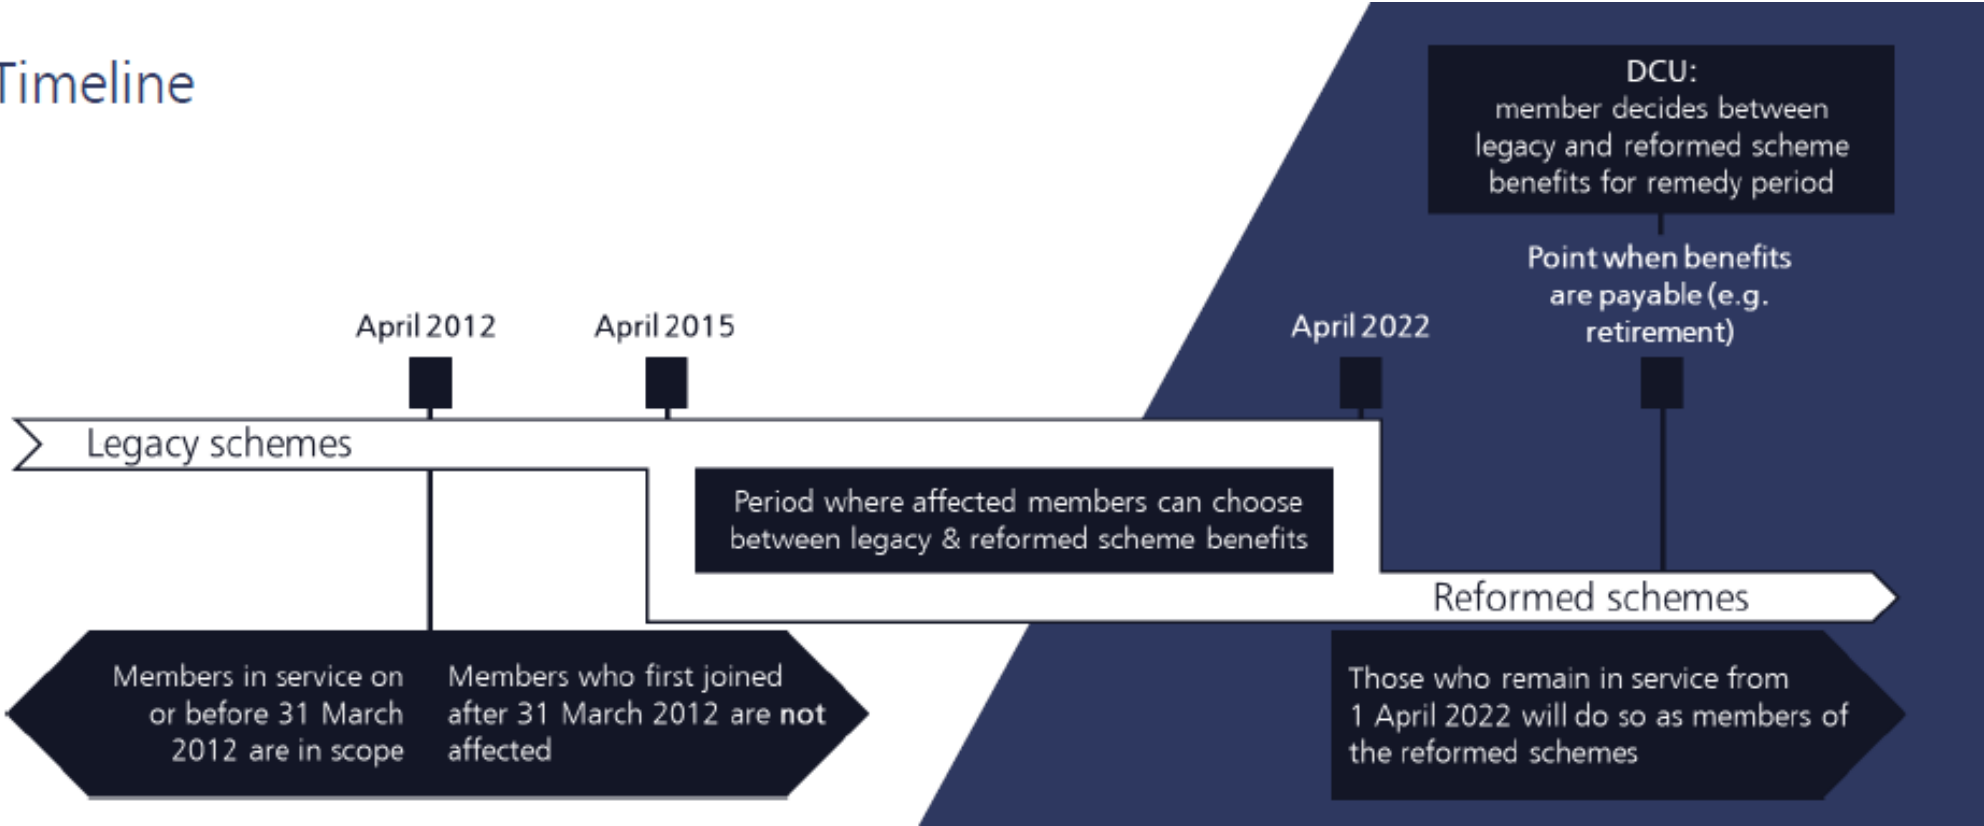 Timeline
DCU:
member decides between
legacy and reformed scheme
benefits for remedy period
Point when benefits
are payable (e.g.
retirement)
April 2012
April 2015
April 2022
Legacy schemes
Period where affected members can choose
between legacy & reformed scheme benefits
Reformed schemes
Members in service on
or before 31 March
2012 are in scope
Members who first joined
after 31 March 2012 are not
affected
Those who remain in service from
1 April 2022 will do so as members of
the reformed schemes